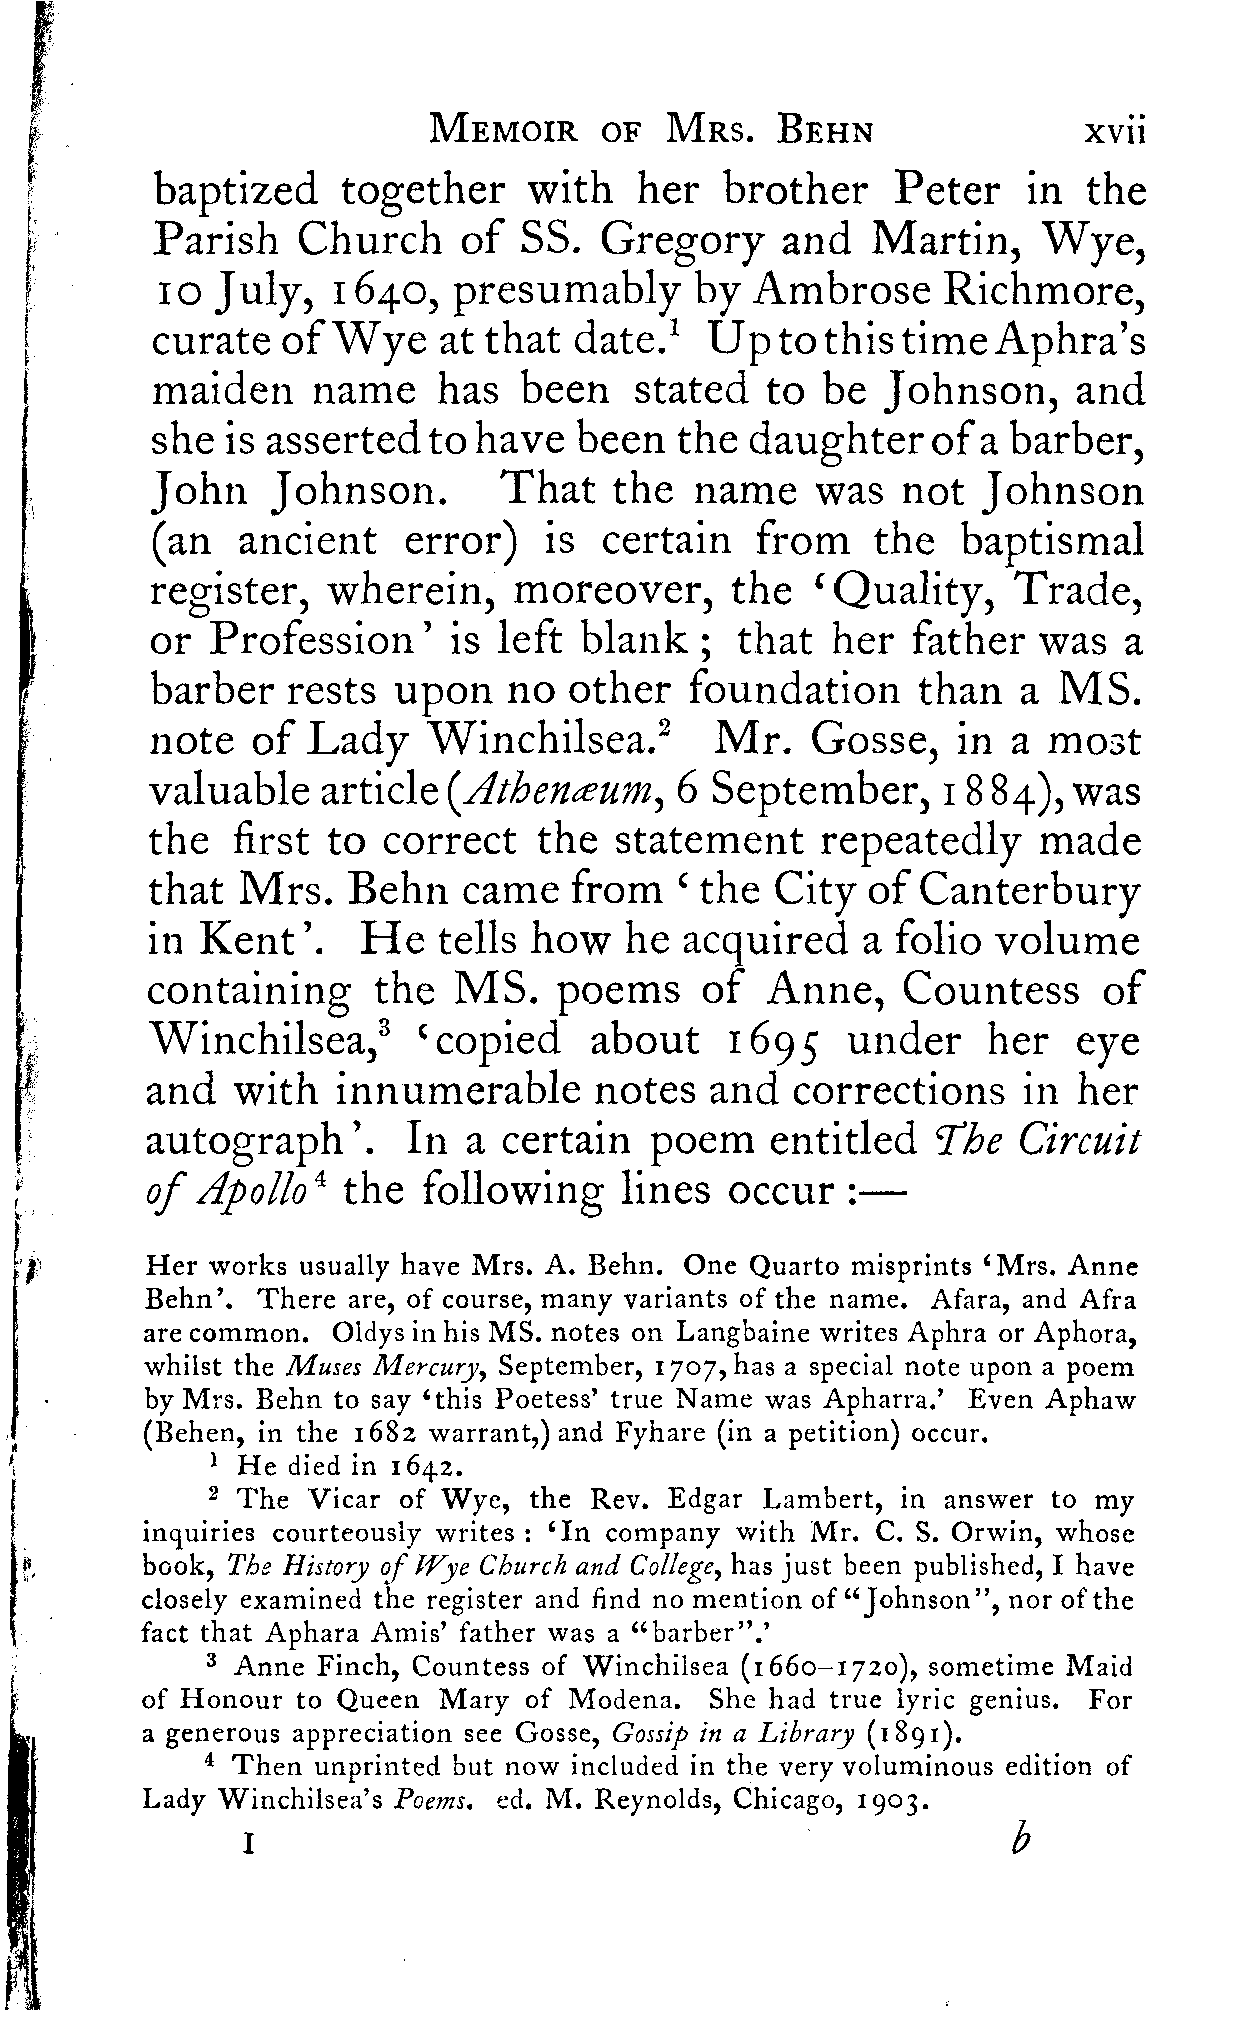 Memoir of Mrs. Behn xvii
baptized together with her brother Peter in the
Parish Church of SS. Gregory and Martin, Wye,
10 July, 1640, presumably by Ambrose Richmore,
curate of Wye at that date.¹ Up to this time Aphra's
maiden name has been stated to be Johnson, and
she is asserted to have been the daughter of a barber,
John Johnson. That the name was not Johnson
(an ancient error) is certain from the baptismal
register, wherein, moreover, the ‘Quality, Trade,
or Profession’ is left blank; that her father was a
barber rests upon no other foundation than a MS.
note of Lady Winchilsea.² Mr. Gosse, in a most
valuable article (Athenæum, 6 September, 1884), was
the first to correct the statement repeatedly made
that Mrs. Behn came from ‘the City of Canterbury
in Kent’. He tells how he acquired a folio volume
containing the MS. poems of Anne, Countess of
Winchilsea,³ ‘copied about 1695 under her eye
and with innumerable notes and corrections in her
autograph’. In a certain poem entitled The Circuit
of Apollo⁴ the following lines occur:—
Her works usually have Mrs. A. Behn. One Quarto misprints ‘Mrs. Anne
Behn’. There are, of course, many variants of the name. Afara, and Afra
are common. Oldys in his MS. notes on Langbaine writes Aphra or Aphora,
whilst the Muses Mercury, September, 1707, has a special note upon a poem
by Mrs. Behn to say ‘this Poetess’ true Name was Apharra.’ Even Aphaw
(Behen, in the 1682 warrant,) and Fyhare (in a petition) occur.
¹ He died in 1642.
² The Vicar of Wye, the Rev. Edgar Lambert, in answer to my
inquiries courteously writes: ‘In company with Mr. C. S. Orwin, whose
book, The History of Wye Church and College, has just been published, I have
closely examined the register and find no mention of “Johnson”, nor of the
fact that Aphara Amis’ father was a “barber”.’
³ Anne Finch, Countess of Winchilsea (1660–1720), sometime Maid
of Honour to Queen Mary of Modena. She had true lyric genius. For
a generous appreciation see Gosse, Gossip in a Library (1891).
⁴ Then unprinted but now included in the very voluminous edition of
Lady Winchilsea's Poems. ed. M. Reynolds, Chicago, 1903.
I b